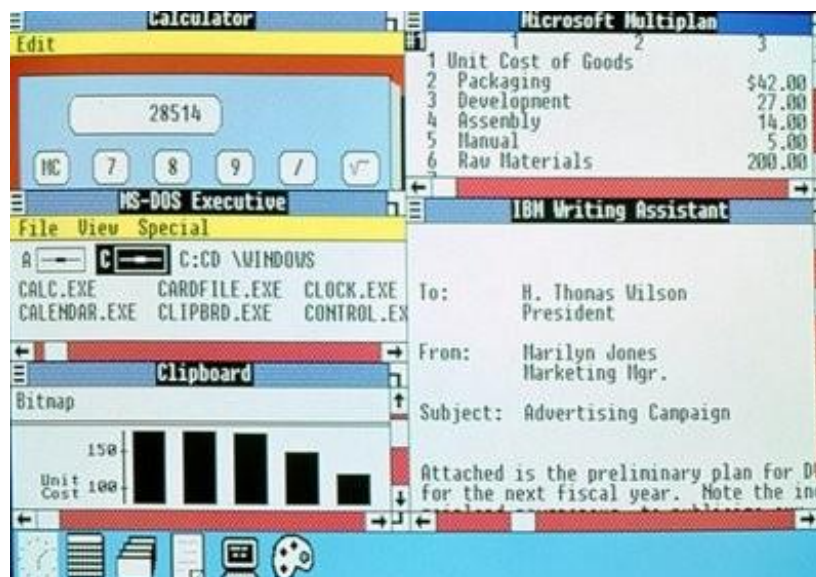 Calculator
Edit
28514
MC 7 8 9 / √
MS-DOS Executive
File View Special
A C C:CD \WINDOWS
CALC.EXE CARDFILE.EXE CLOCK.EXE
CALENDAR.EXE CLIPBRD.EXE CONTROL.EX
Clipboard
Bitmap
150
Unit
Cost 100
Microsoft Multiplan
#1 1 2 3
1 Unit Cost of Goods
2 Packaging $42.00
3 Development 27.00
4 Assembly 14.00
5 Manual 5.00
6 Raw Materials 200.00
7
IBM Writing Assistant
To: H. Thomas Wilson
President
From: Marilyn Jones
Marketing Mgr.
Subject: Advertising Campaign
Attached is the preliminary plan for
for the next fiscal year. Note the